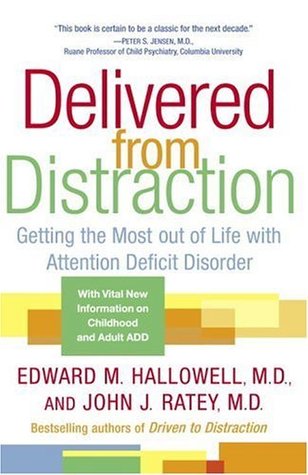 "This book is certain to be a classic for the next decade."
—PETER S. JENSEN, M.D.,
Ruane Professor of Child Psychiatry, Columbia University
Delivered
from
Distraction
Getting the Most out of Life with
Attention Deficit Disorder
With Vital New
Information on
Childhood
and Adult ADD
EDWARD M. HALLOWELL, M.D.,
AND JOHN J. RATEY, M.D.
Bestselling authors of Driven to Distraction